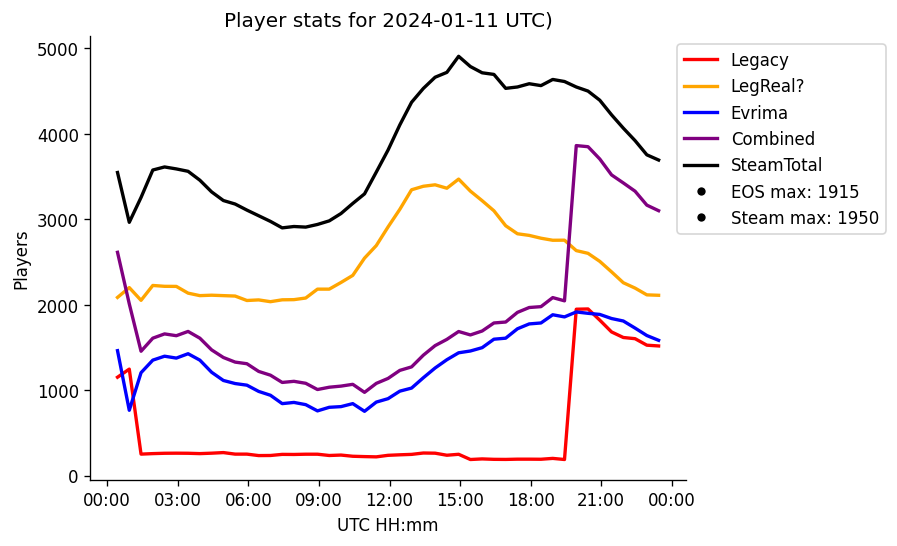 Player stats for 2024-01-11 UTC)
Legacy
LegReal?
Evrima
Combined
SteamTotal
EOS max: 1915
Steam max: 1950
Players
5000
4000
3000
2000
1000
0
00:00 03:00 06:00 09:00 12:00 15:00 18:00 21:00 00:00
UTC HH:mm